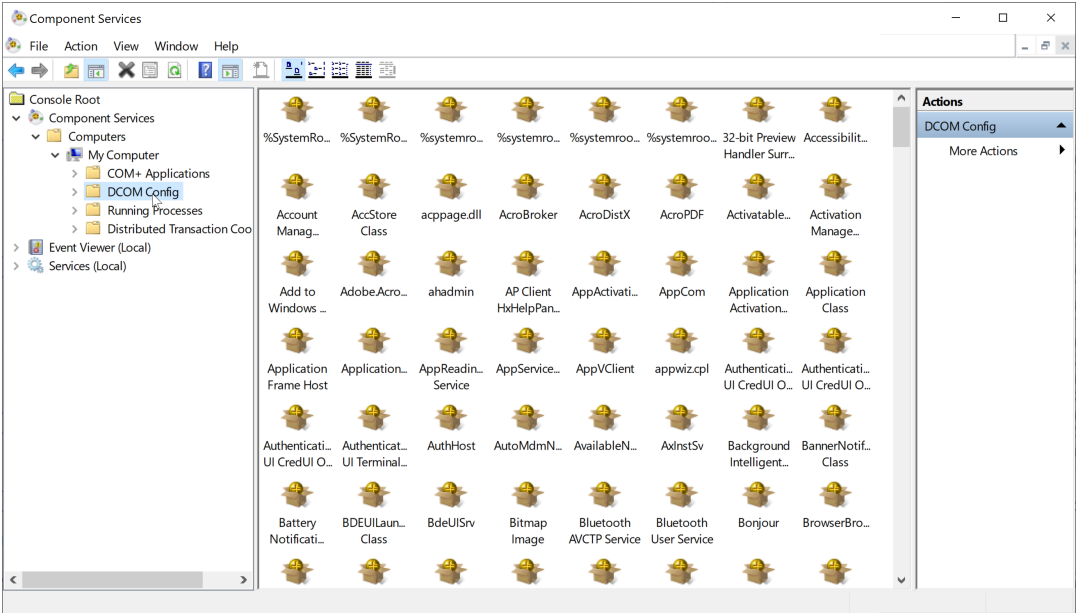 Component Services
File Action View Window Help
Console Root
Component Services
Computers
My Computer
COM+ Applications
DCOM Config
Running Processes
Distributed Transaction Coo
Event Viewer (Local)
Services (Local)
%SystemRo... %SystemRo... %systemro... %systemro... %systemroo... %systemroo... 32-bit Preview Accessibilit...
Handler Surr...
Account AccStore acppage.dll AcroBroker AcroDistX AcroPDF Activatable... Activation
Manag... Class Manage...
Add to Adobe.Acro... ahadmin AP Client AppActivati... AppCom Application Application
Windows ... HxHelpPan... Activation... Class
Application Application... AppReadin... AppService... AppVClient appwiz.cpl Authenticati... Authenticati...
Frame Host Service UI CredUI O... UI CredUI O...
Authenticati... Authenticat... AuthHost AutoMdmN... AvailableN... AxInstSv Background BannerNotif...
UI CredUI O... UI Terminal... Intelligent... Class
Battery BDEUILaun... BdeUISrv Bitmap Bluetooth Bluetooth Bonjour BrowserBro...
Notificati... Class Image AVCTP Service User Service
Actions
DCOM Config
More Actions